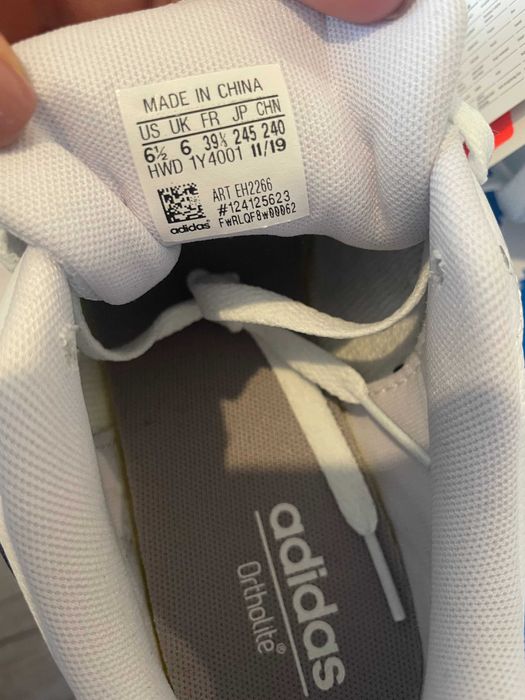 MADE IN CHINA
US UK FR JP CHN
6½ 6 39⅓ 245 240
HWD 1Y4001 11/19
ART EH2266
#124125623
FwRLQF8w00062
adidas
adidas
Ortholite®